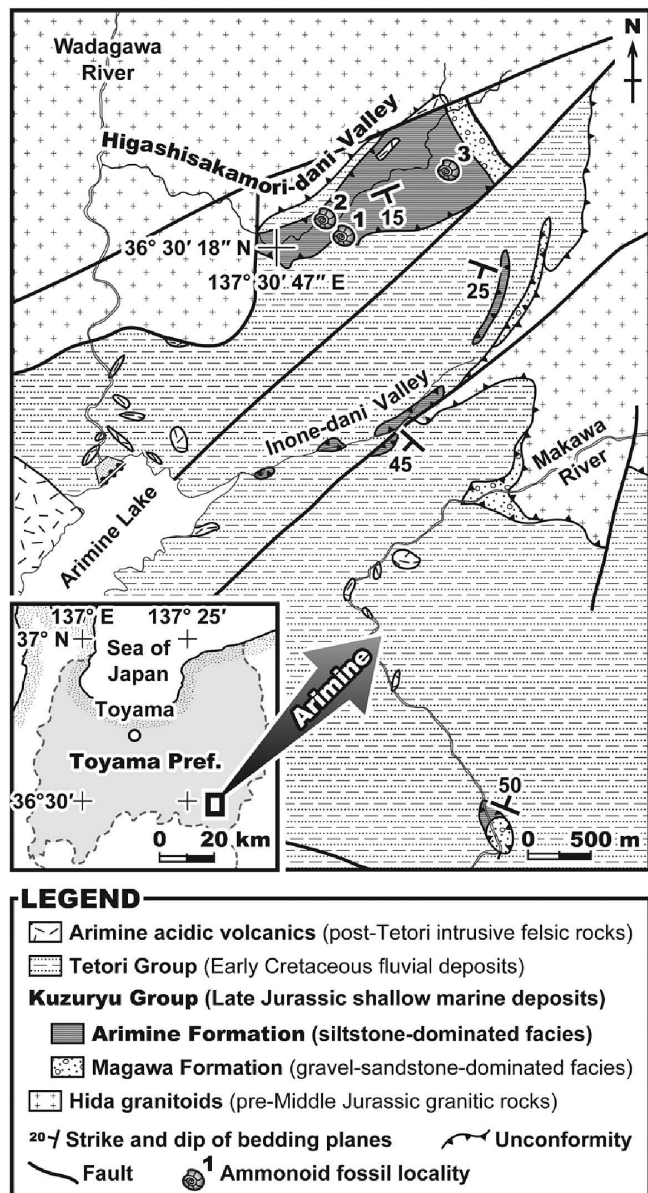 Wadagawa
River
N
Higashisakamori-dani Valley
3
2
1
15
36° 30′ 18″ N
137° 30′ 47″ E
25
Inone-dani Valley
45
Makawa
River
Arimine Lake
137° E 137° 25′
37° N
Sea of
Japan
Toyama
Toyama Pref.
Arimine
36°30′
0 20 km
50
0 500 m
LEGEND
Arimine acidic volcanics (post-Tetori intrusive felsic rocks)
Tetori Group (Early Cretaceous fluvial deposits)
Kuzuryu Group (Late Jurassic shallow marine deposits)
Arimine Formation (siltstone-dominated facies)
Magawa Formation (gravel-sandstone-dominated facies)
Hida granitoids (pre-Middle Jurassic granitic rocks)
20 Strike and dip of bedding planes Unconformity
Fault 1 Ammonoid fossil locality